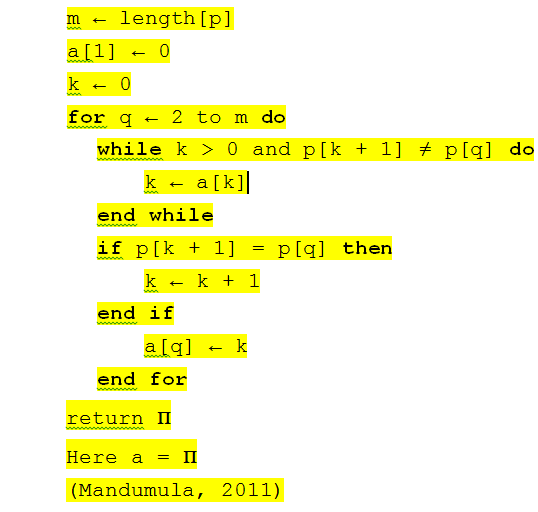 m ← length[p]
a[1] ← 0
k ← 0
for q ← 2 to m do
while k > 0 and p[k + 1] ≠ p[q] do
k ← a[k]
end while
if p[k + 1] = p[q] then
k ← k + 1
end if
a[q] ← k
end for
return Π
Here a = Π
(Mandumula, 2011)